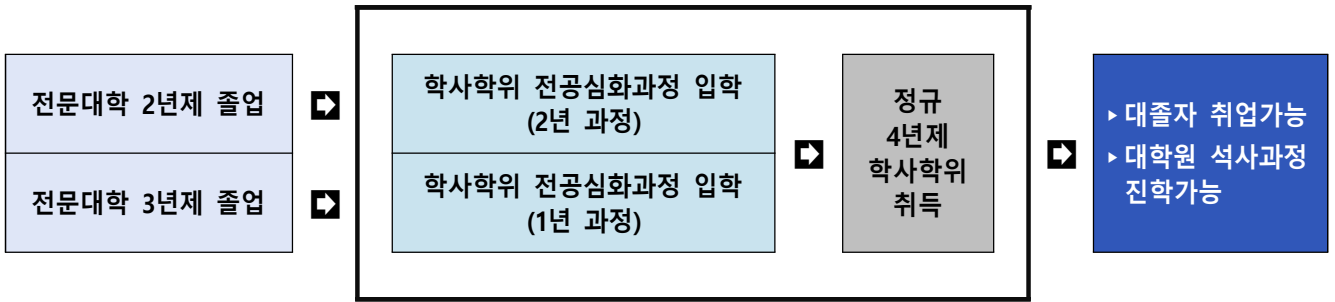 전문대학 2년제 졸업
학사학위 전공심화과정 입학
(2년 과정)
전문대학 3년제 졸업
학사학위 전공심화과정 입학
(1년 과정)
정규
4년제
학사학위
취득
▸대졸자 취업가능
▸대학원 석사과정
진학가능